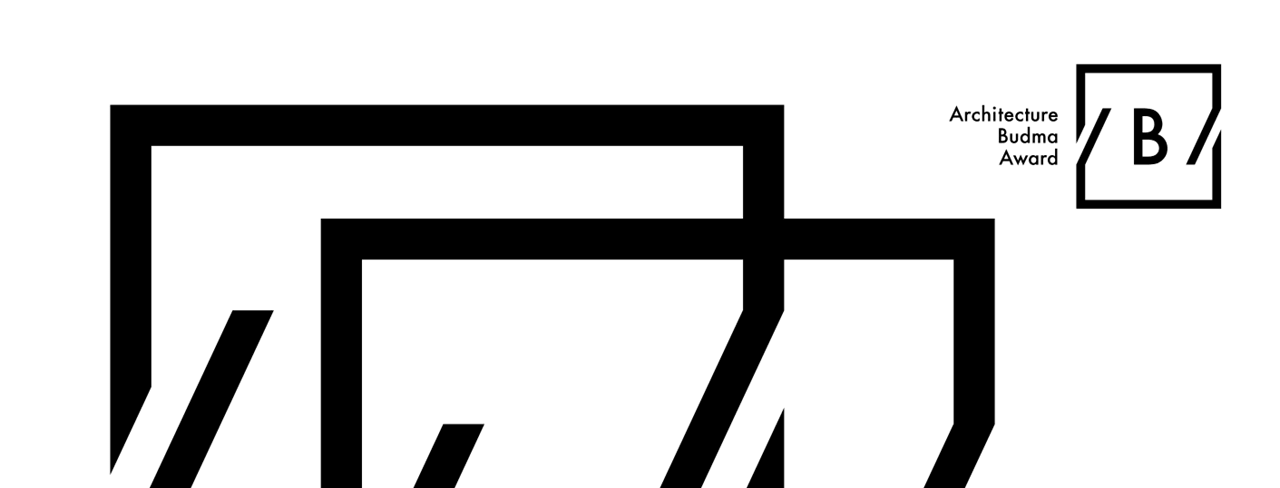 Architecture
Budma
Award
/ B /